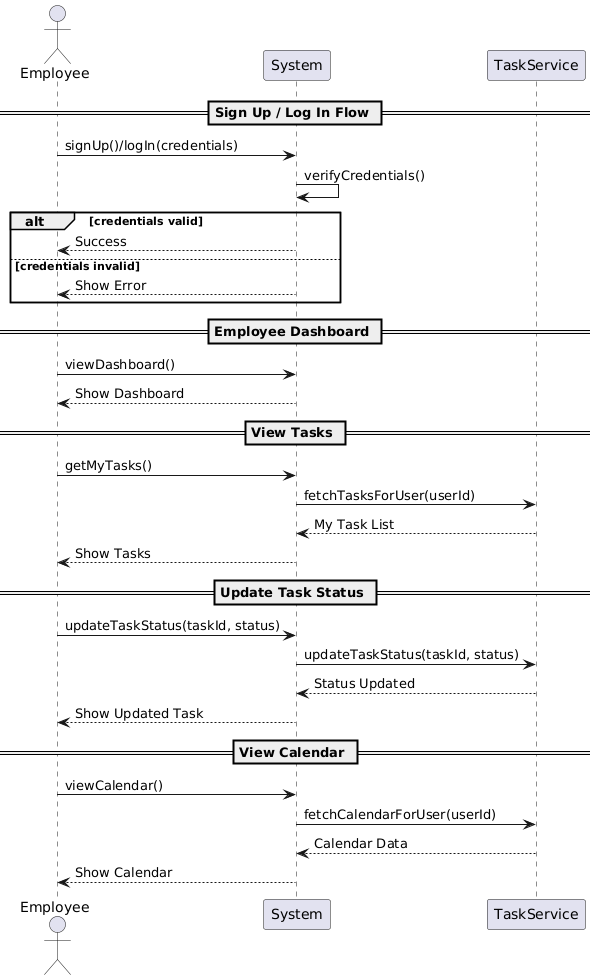 Employee
System
TaskService
Sign Up / Log In Flow
signUp()/logIn(credentials)
verifyCredentials()
alt [credentials valid]
Success
[credentials invalid]
Show Error
Employee Dashboard
viewDashboard()
Show Dashboard
View Tasks
getMyTasks()
fetchTasksForUser(userId)
My Task List
Show Tasks
Update Task Status
updateTaskStatus(taskId, status)
updateTaskStatus(taskId, status)
Status Updated
Show Updated Task
View Calendar
viewCalendar()
fetchCalendarForUser(userId)
Calendar Data
Show Calendar
Employee
System
TaskService